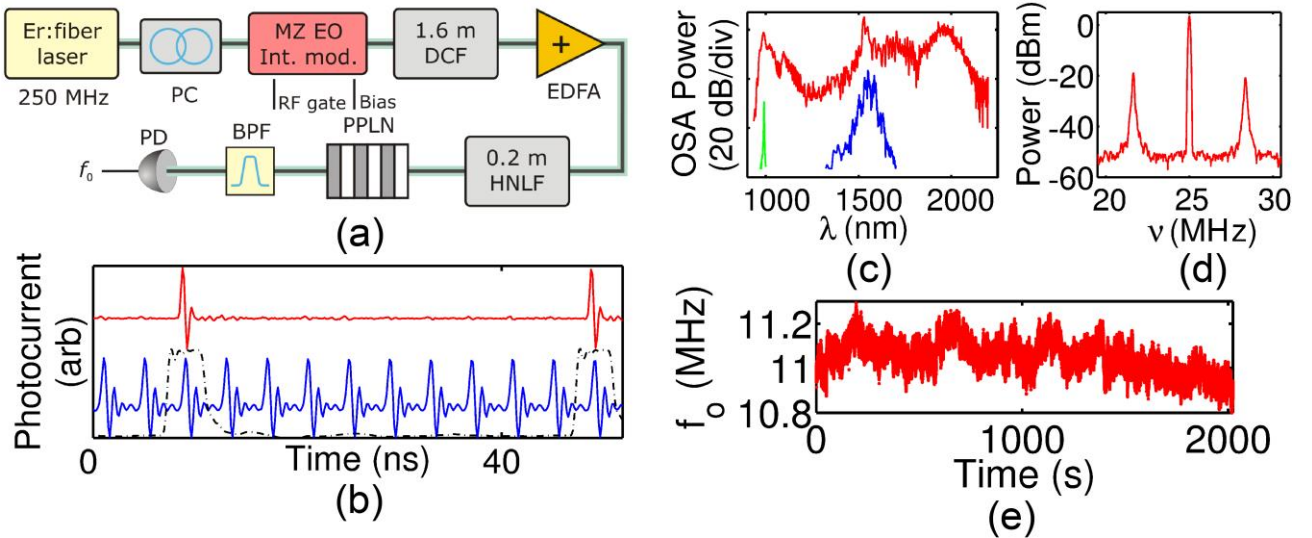 Er:fiber
laser
250 MHz
PC
MZ EO
Int. mod.
RF gate
Bias
1.6 m
DCF
+
EDFA
PD
f₀
BPF
PPLN
0.2 m
HNLF
(a)
Photocurrent
(arb)
0
40
Time (ns)
(b)
OSA Power
(20 dB/div)
1000
1500
2000
λ (nm)
(c)
Power (dBm)
0
-20
-40
-60
20
25
30
ν (MHz)
(d)
f₀ (MHz)
11.2
11
10.8
0
1000
2000
Time (s)
(e)